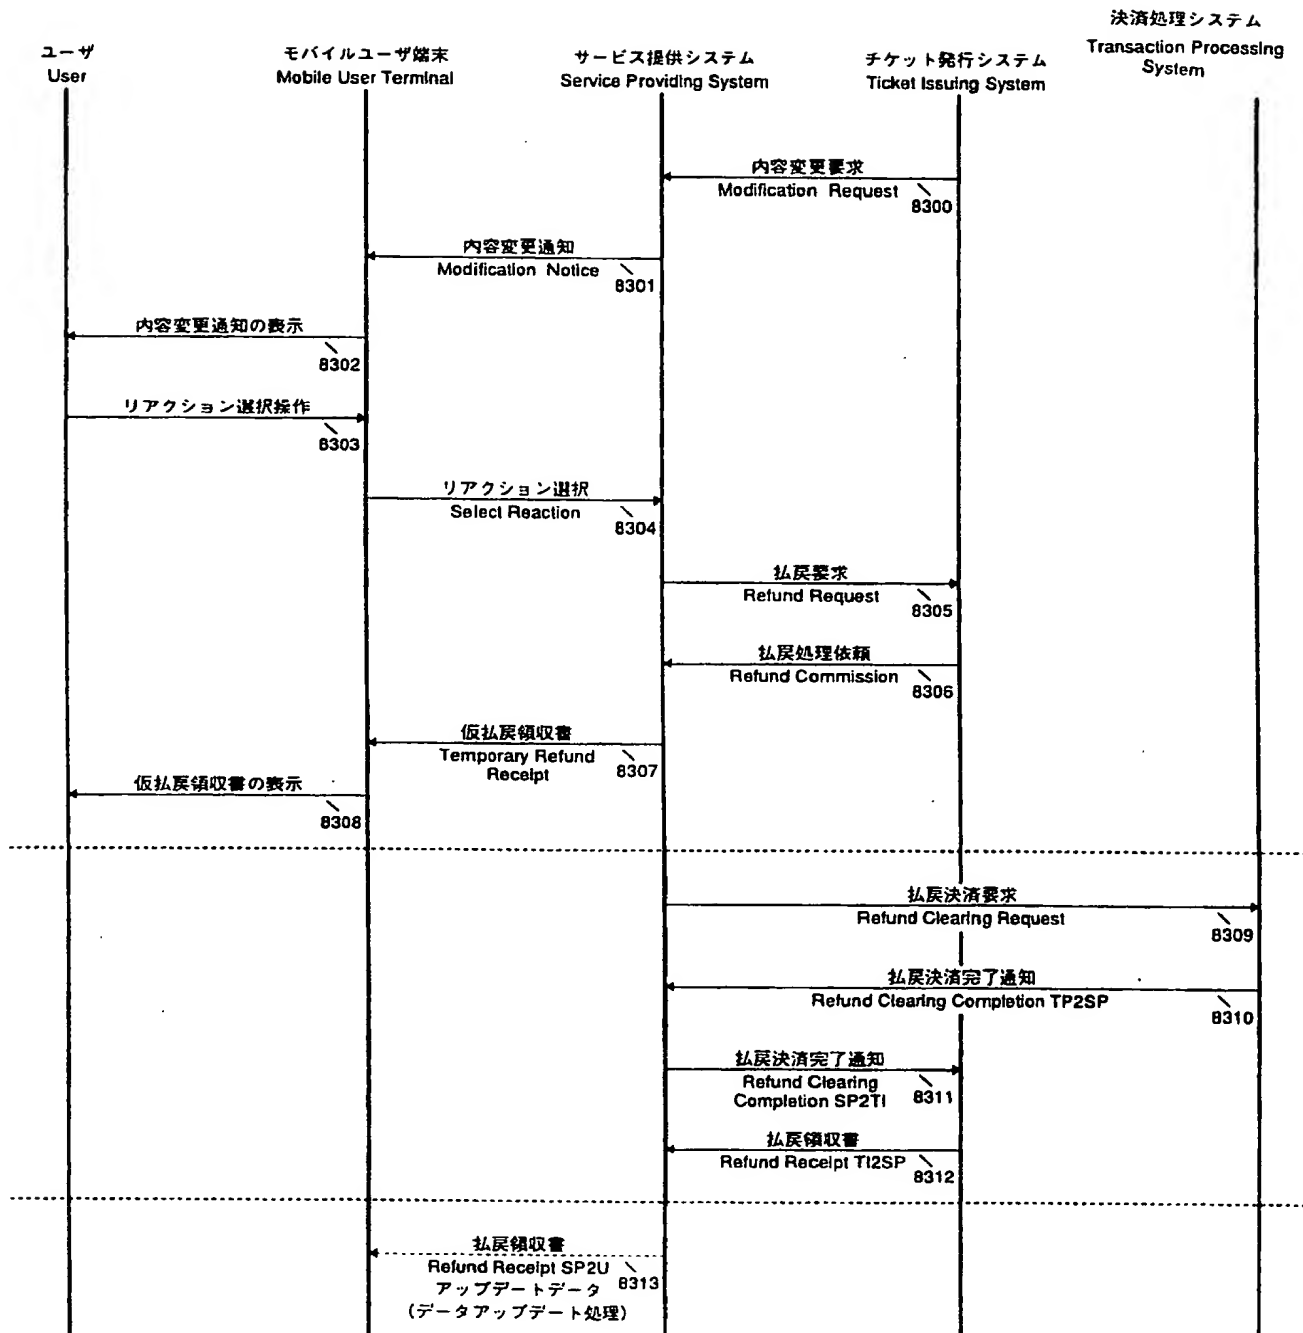 ユーザ
User
モバイルユーザ端末
Mobile User Terminal
サービス提供システム
Service Providing System
チケット発行システム
Ticket Issuing System
決済処理システム
Transaction Processing
System
内容変更要求
Modification Request
8300
内容変更通知
Modification Notice
8301
内容変更通知の表示
8302
リアクション選択操作
8303
リアクション選択
Select Reaction
8304
払戻要求
Refund Request
8305
払戻処理依頼
Refund Commission
8306
仮払戻領収書
Temporary Refund
Receipt
8307
仮払戻領収書の表示
8308
払戻決済要求
Refund Clearing Request
8309
払戻決済完了通知
Refund Clearing Completion TP2SP
8310
払戻決済完了通知
Refund Clearing
Completion SP2TI
8311
払戻領収書
Refund Receipt TI2SP
8312
払戻領収書
Refund Receipt SP2U
8313
アップデートデータ
(データアップデート処理)